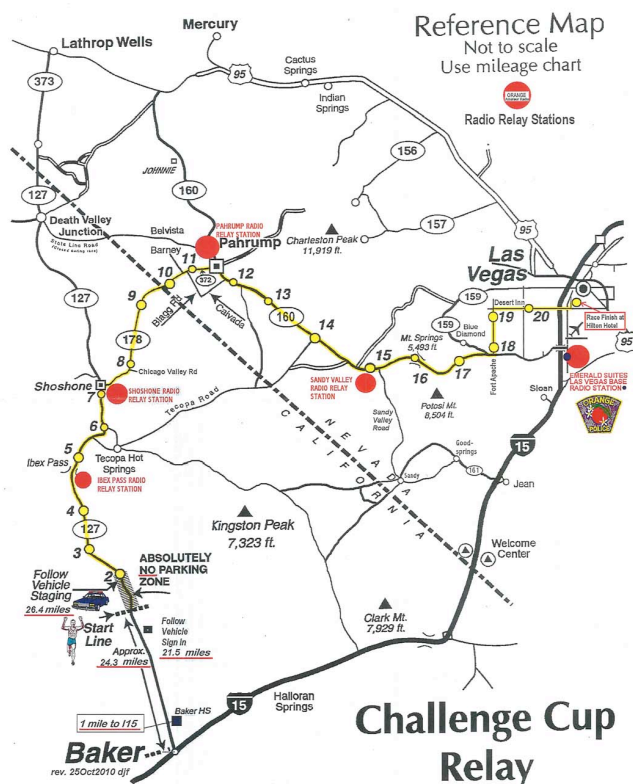 Reference Map
Not to scale
Use mileage chart
ORANGE
Radio Relay Stations
Mercury
Lathrop Wells
95
Cactus
Springs
Indian
Springs
373
JOHNNIE
160
156
157
127
Death Valley
Junction
State Line Road
Belvista
Barney
PAHRUMP RADIO
RELAY STATION
Pahrump
Charleston Peak
11,919 ft.
95
95
Las
Vegas
127
9
10
11
12
13
372
Blagg Rd
Calvada
160
14
159
159
Blue
Diamond
Desert Inn
19
20
Race Finish at
Hilton Hotel
178
8
Chicago Valley Rd
Mt Springs
5,493 ft.
15
16
17
18
Fort Apache
Shoshone
7
SHOSHONE RADIO
RELAY STATION
Tecopa Road
SANDY VALLEY
RADIO RELAY
STATION
Potosi Mt.
8,504 ft.
Sloan
EMERALD SUITES
LAS VEGAS BASE
RADIO STATION
ORANGE
POLICE
6
5
Ibex Pass
Tecopa Hot
Springs
IBEX PASS RADIO
RELAY STATION
NEVADA
CALIFORNIA
Sandy
Valley
Road
Sandy
Good-
springs
161
Jean
15
4
127
3
2
Kingston Peak
7,323 ft.
Welcome
Center
ABSOLUTELY
NO PARKING
ZONE
Follow
Vehicle
Staging
26.4 miles
Start
Line
Follow
Vehicle
Sign in
21.5 miles
Approx.
24.3 miles
Clark Mt.
7,929 ft.
15
Halloran
Springs
Baker HS
1 mile to I15
Baker
rev. 25Oct2010 djf
Challenge Cup
Relay